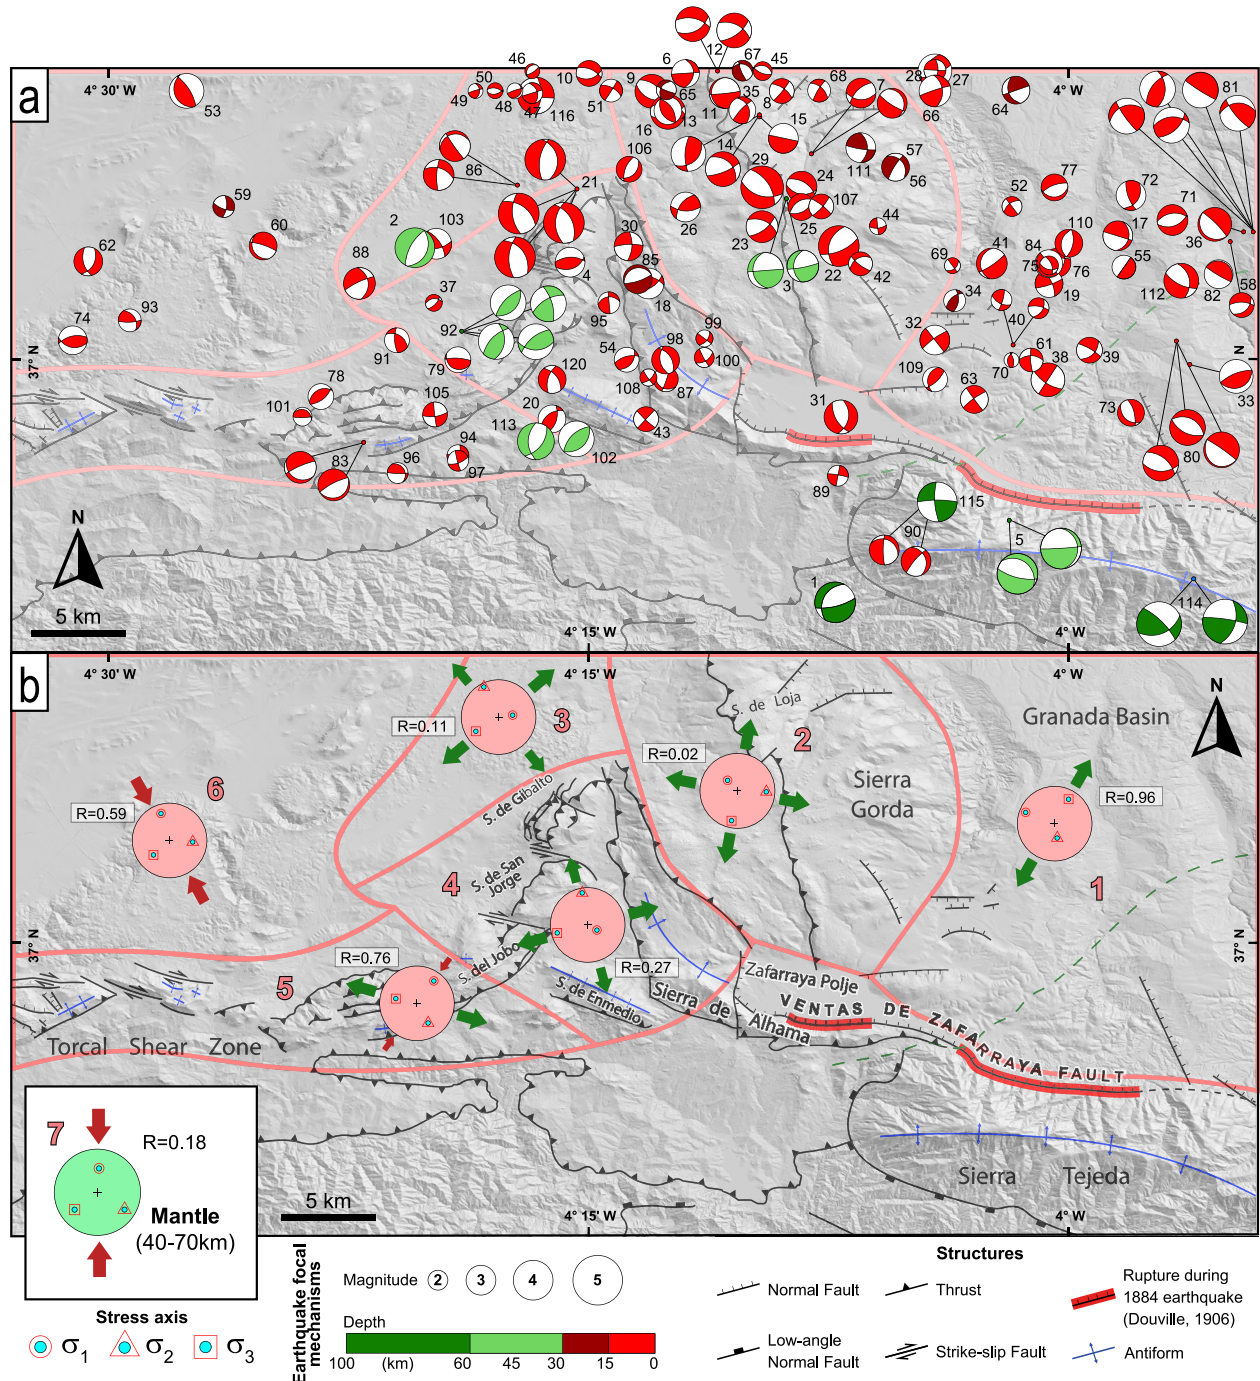 a
4° 30' W
4° 15' W
4° W
53
46
50
49
48
47
116
10
51
9
6
12
67
45
65
16
13
11
35
8
68
7
28
27
66
64
81
15
14
106
86
21
59
60
62
2
103
88
37
93
74
92
91
79
4
30
85
18
95
26
29
24
25
107
23
22
3
42
44
111
57
56
52
77
72
71
17
36
110
69
41
84
75
76
19
55
112
82
58
34
40
32
70
61
38
39
109
63
73
33
80
99
98
100
54
108
87
43
120
20
113
102
78
101
105
94
97
96
83
31
89
90
115
5
1
114
37° N
N
N
5 km
4° 15' W
4° W
b
4° 30' W
4° 15' W
4° W
N
R=0.11
3
S. de Loja
2
R=0.02
Granada Basin
Sierra
Gorda
R=0.96
1
6
R=0.59
S. de Gibalto
4
S. de San
Jorge
R=0.27
37° N
37° N
R=0.76
5
S. del Jobo
S. de Enmedio
Sierra de Alhama
Zafarraya Polje
VENTAS DE ZAFARRAYA FAULT
Torcal Shear Zone
Sierra Tejeda
7
R=0.18
Mantle
(40-70km)
5 km
4° 15' W
4° W
Stress axis
σ1
σ2
σ3
Earthquake focal
mechanisms
Magnitude
2
3
4
5
Depth
100 (km) 60 45 30 15 0
Structures
Normal Fault
Thrust
Rupture during
1884 earthquake
(Douville, 1906)
Low-angle
Normal Fault
Strike-slip Fault
Antiform